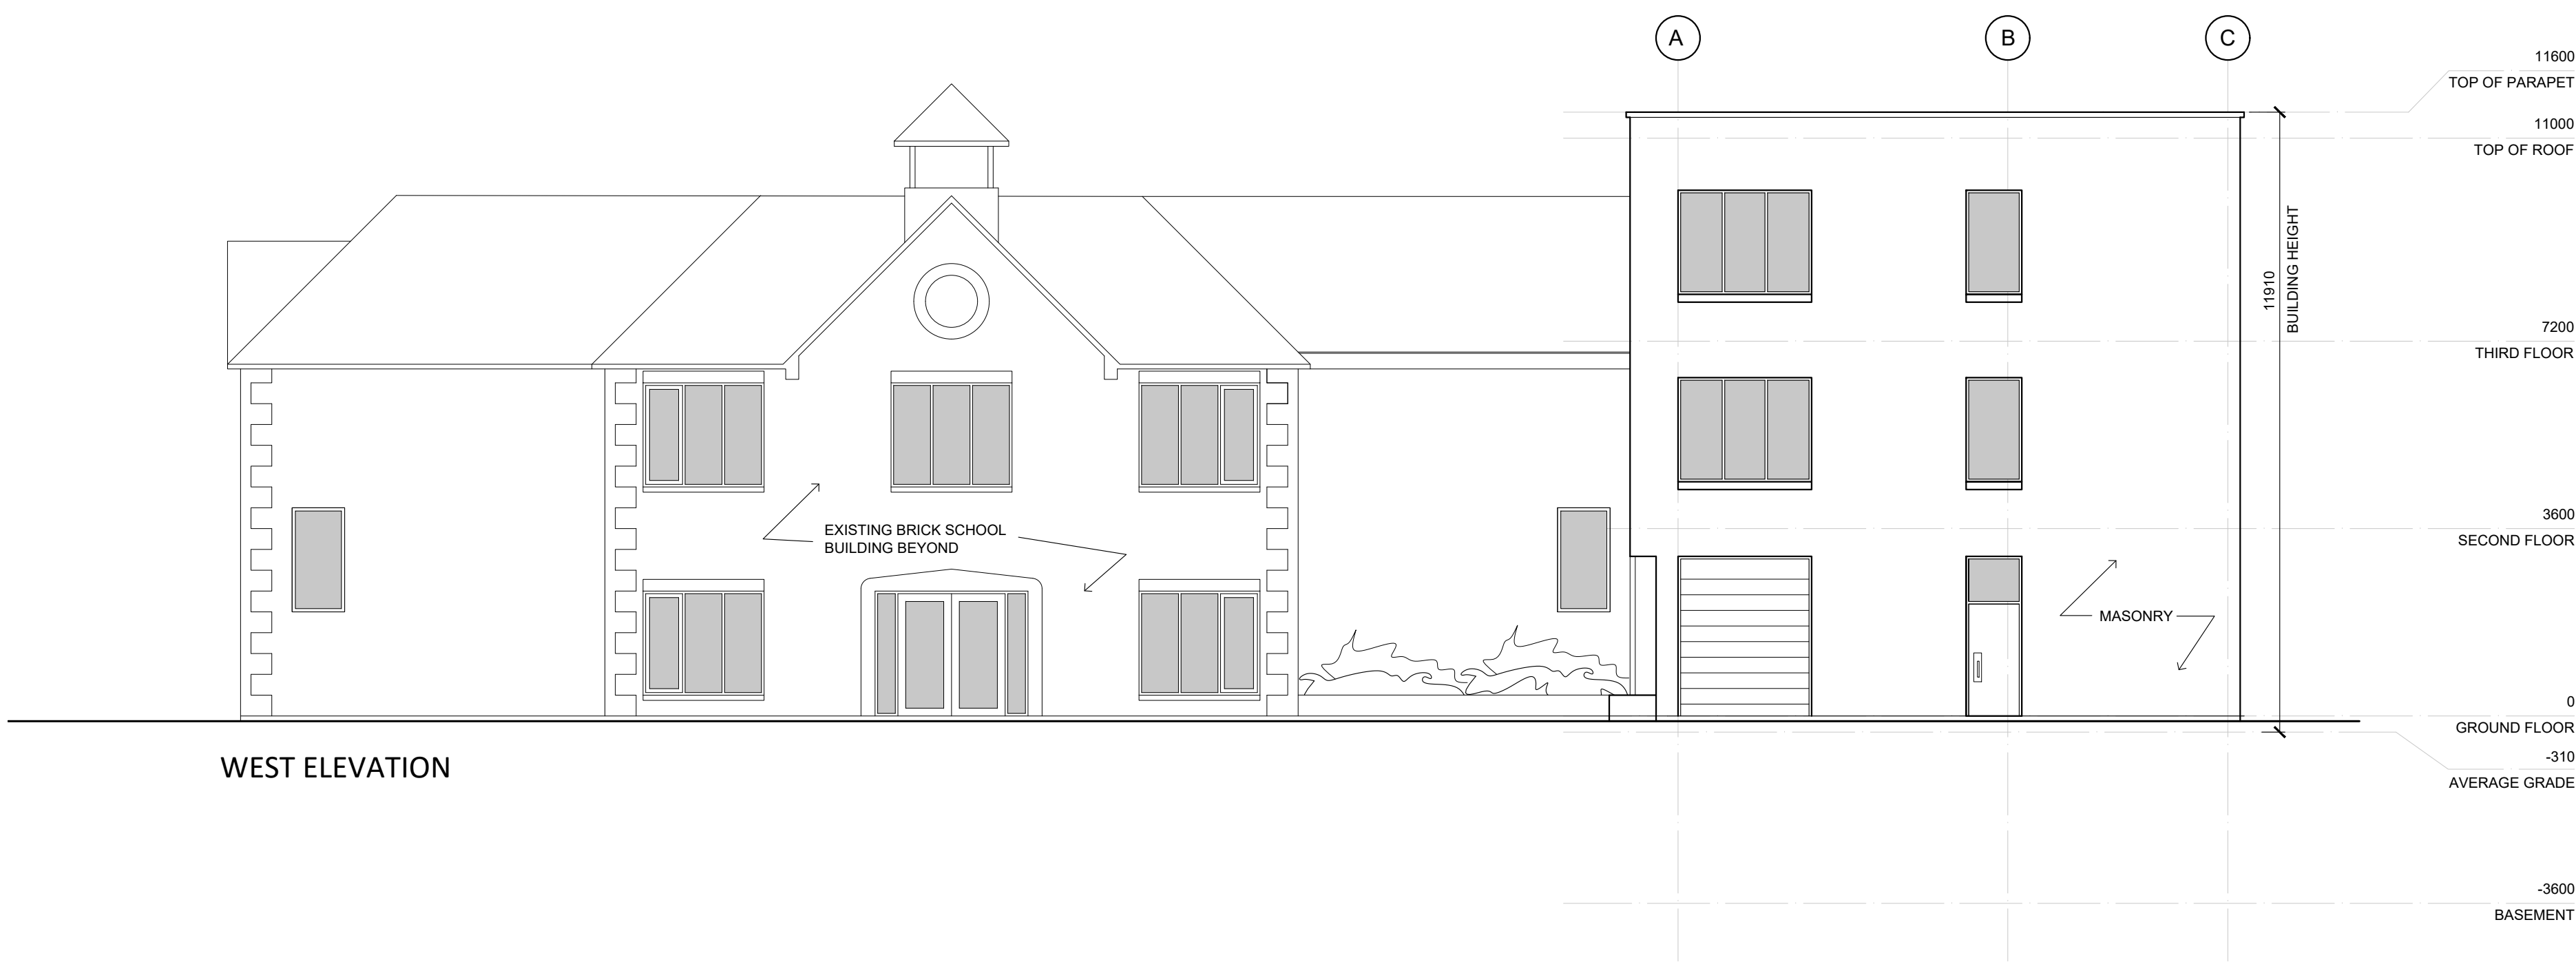 A
B
C
11600
TOP OF PARAPET
11000
TOP OF ROOF
11910
BUILDING HEIGHT
7200
THIRD FLOOR
3600
SECOND FLOOR
EXISTING BRICK SCHOOL
BUILDING BEYOND
MASONRY
0
GROUND FLOOR
-310
AVERAGE GRADE
WEST ELEVATION
-3600
BASEMENT